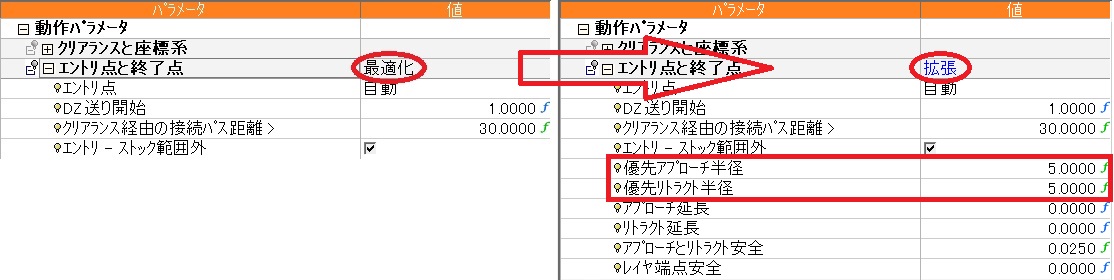 パラメータ 値
動作パラメータ
クリアランスと座標系
エントリ点と終了点 最適化
エントリ点 自動
DZ 送り開始 1.0000 f
クリアランス経由の接続パス距離 > 30.0000 f
エントリ - ストック範囲外
パラメータ 値
動作パラメータ
クリアランスと座標系
エントリ点と終了点 拡張
エントリ点 自動
DZ 送り開始 1.0000 f
クリアランス経由の接続パス距離 > 30.0000 f
エントリ - ストック範囲外
優先アプローチ半径 5.0000 f
優先リトラクト半径 5.0000 f
アプローチ延長 0.0000 f
リトラクト延長 0.0000 f
アプローチとリトラクト安全 0.0250 f
レイヤ端点安全 0.0000 f